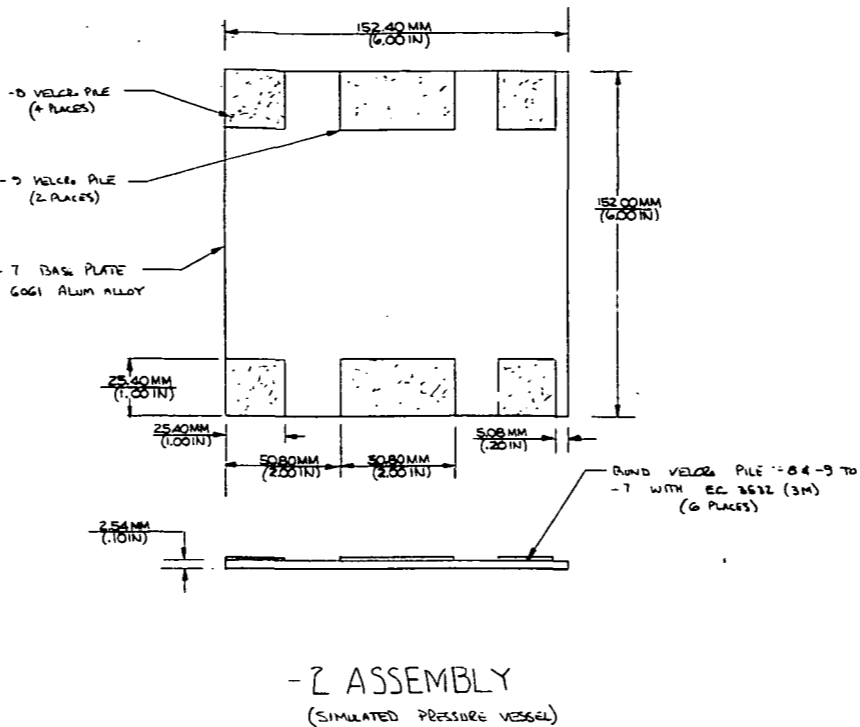 152.40 MM
(6.00 IN)
-8 VELCRO PILE
(4 PLACES)
-9 VELCRO PILE
(2 PLACES)
152.00 MM
(6.00 IN)
-7 BASE PLATE
6061 ALUM ALLOY
25.40 MM
(1.00 IN)
25.40 MM
(1.00 IN)
5.08 MM
(.20 IN)
50.80 MM
(2.00 IN)
50.80 MM
(2.00 IN)
BOND VELCRO PILE -8 & -9 TO
-7 WITH EC 3532 (3M)
(6 PLACES)
2.54 MM
(.10 IN)
-2 ASSEMBLY
(SIMULATED PRESSURE VESSEL)